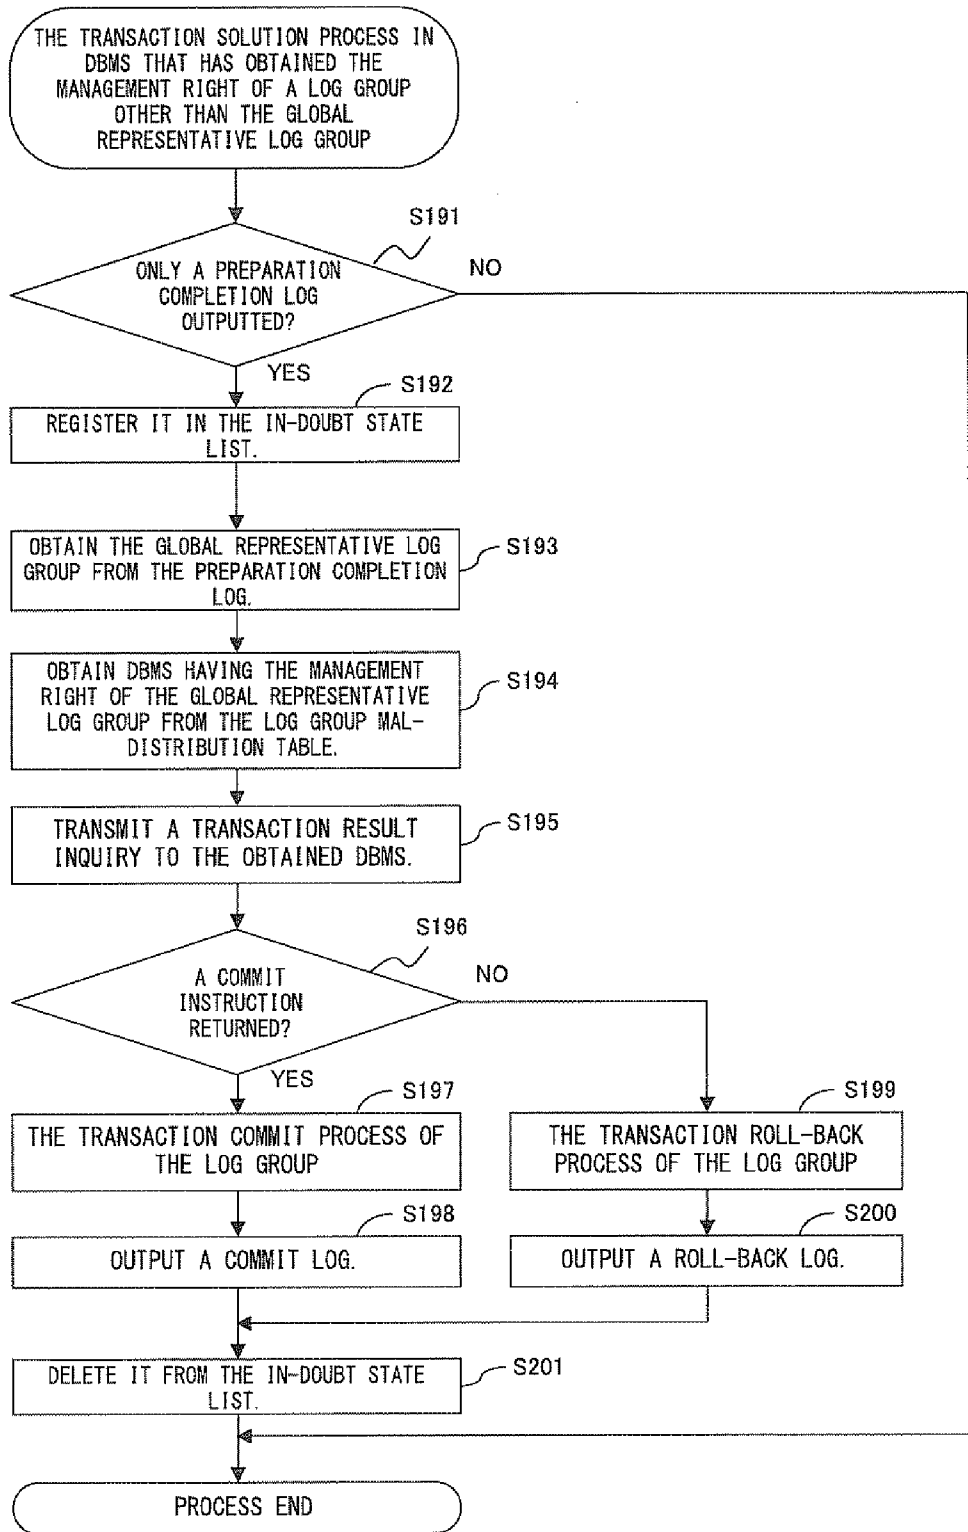 THE TRANSACTION SOLUTION PROCESS IN
DBMS THAT HAS OBTAINED THE
MANAGEMENT RIGHT OF A LOG GROUP
OTHER THAN THE GLOBAL
REPRESENTATIVE LOG GROUP
S191
ONLY A PREPARATION
COMPLETION LOG
OUTPUTTED?
NO
YES
S192
REGISTER IT IN THE IN-DOUBT STATE
LIST.
OBTAIN THE GLOBAL REPRESENTATIVE LOG
GROUP FROM THE PREPARATION COMPLETION
LOG.
S193
OBTAIN DBMS HAVING THE MANAGEMENT
RIGHT OF THE GLOBAL REPRESENTATIVE
LOG GROUP FROM THE LOG GROUP MAL-
DISTRIBUTION TABLE.
S194
TRANSMIT A TRANSACTION RESULT
INQUIRY TO THE OBTAINED DBMS.
S195
S196
A COMMIT
INSTRUCTION
RETURNED?
NO
YES
S197
THE TRANSACTION COMMIT PROCESS OF
THE LOG GROUP
S199
THE TRANSACTION ROLL-BACK
PROCESS OF THE LOG GROUP
S198
OUTPUT A COMMIT LOG.
S200
OUTPUT A ROLL-BACK LOG.
DELETE IT FROM THE IN-DOUBT STATE
LIST.
S201
PROCESS END